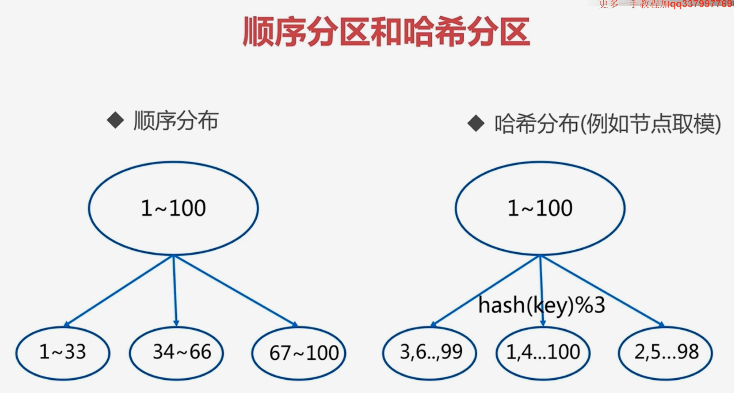 顺序分区和哈希分区
◆ 顺序分布
◆ 哈希分布(例如节点取模)
1~100
1~100
hash(key)%3
1~33
34~66
67~100
3,6..,99
1,4...100
2,5...98